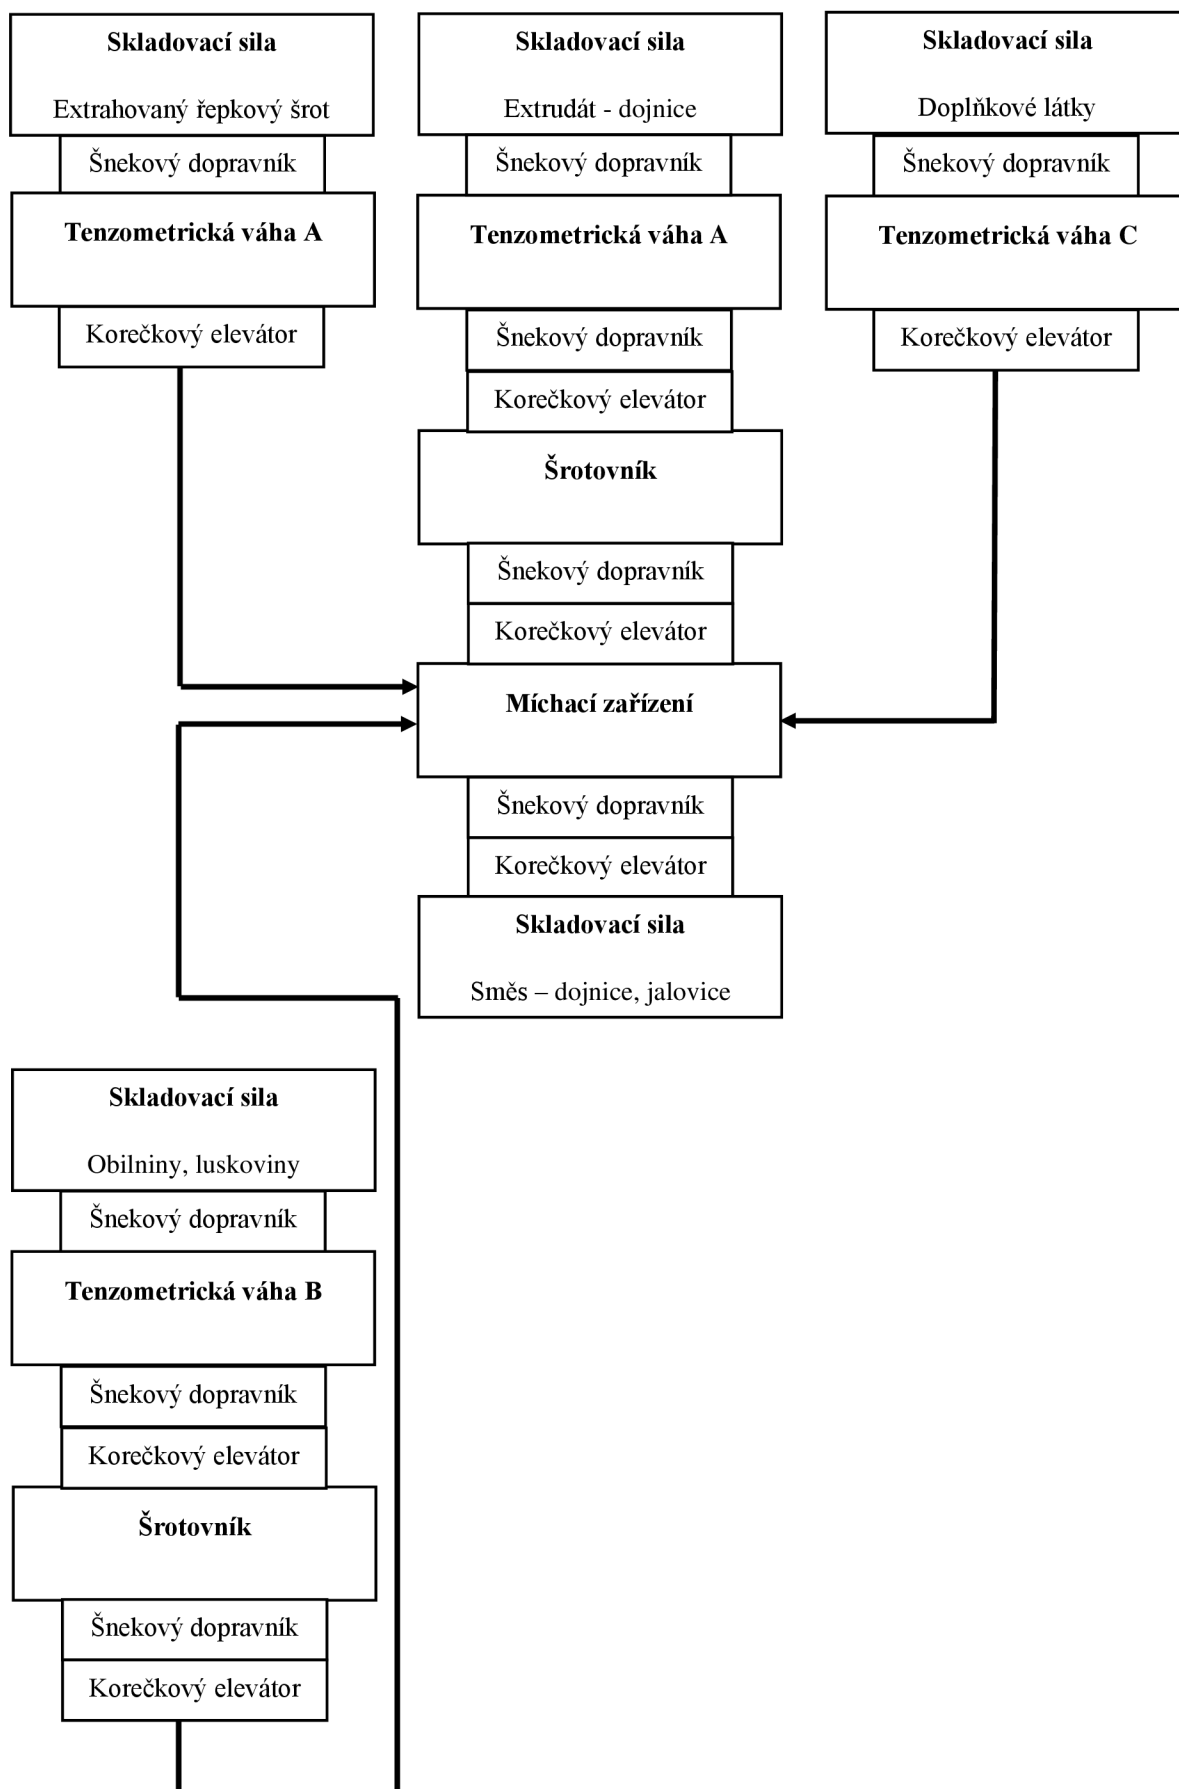 Skladovací sila
Extrahovaný řepkový šrot
Šnekový dopravník
Tenzometrická váha A
Korečkový elevátor
Skladovací sila
Extrudát - dojnice
Šnekový dopravník
Tenzometrická váha A
Šnekový dopravník
Korečkový elevátor
Šrotovník
Šnekový dopravník
Korečkový elevátor
Míchací zařízení
Šnekový dopravník
Korečkový elevátor
Skladovací sila
Směs – dojnice, jalovice
Skladovací sila
Doplňkové látky
Šnekový dopravník
Tenzometrická váha C
Korečkový elevátor
Skladovací sila
Obilniny, luskoviny
Šnekový dopravník
Tenzometrická váha B
Šnekový dopravník
Korečkový elevátor
Šrotovník
Šnekový dopravník
Korečkový elevátor